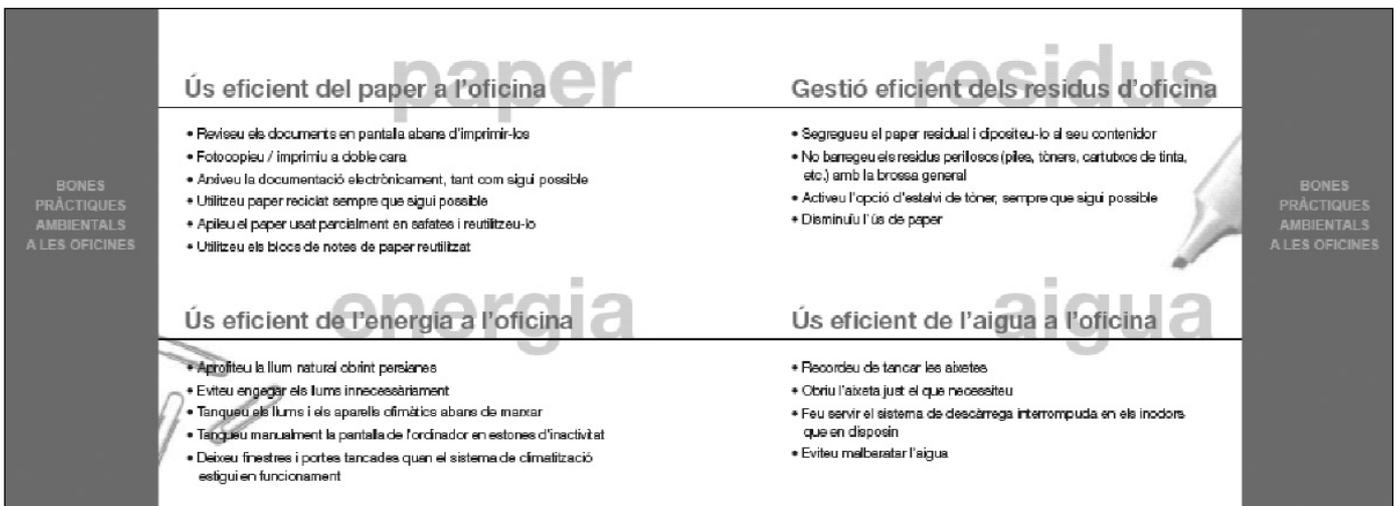 BONES
PRÀCTIQUES
AMBIENTALS
A LES OFICINES
paper
Ús eficient del paper a l'oficina
• Reviseu els documents en pantalla abans d'imprimir-los
• Fotocopieu / imprimiu a doble cara
• Arxiveu la documentació electrònicament, tant com sigui possible
• Utilitzeu paper reciclat sempre que sigui possible
• Apileu el paper usat parcialment en safates i reutilitzeu-lo
• Utilitzeu els blocs de notes de paper reutilitzat
residus
Gestió eficient dels residus d'oficina
• Segregueu el paper residual i dipositeu-lo al seu contenidor
• No barregeu els residus perillosos (piles, tòners, cartutxos de tinta,
etc.) amb la brossa general
• Activeu l'opció d'estalvi de tòner, sempre que sigui possible
• Disminuïu l'ús de paper
energia
Ús eficient de l'energia a l'oficina
• Aprofiteu la llum natural obrint persianes
• Eviteu engegar els llums innecessàriament
• Tanqueu els llums i els aparells ofimàtics abans de marxar
• Tanqueu manualment la pantalla de l'ordinador en estones d'inactivitat
• Deixeu finestres i portes tancades quan el sistema de climatització
estigui en funcionament
aigua
Ús eficient de l'aigua a l'oficina
• Recordeu de tancar les aixetes
• Obriu l'aixeta just el que necessiteu
• Feu servir el sistema de descàrrega interrompuda en els inodors
que en disposin
• Eviteu malbaratar l'aigua
BONES
PRÀCTIQUES
AMBIENTALS
A LES OFICINES